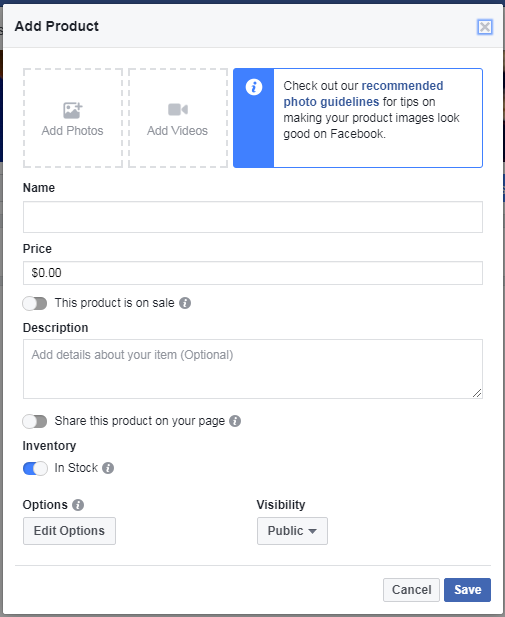 Add Product
Add Photos
Add Videos
Check out our recommended
photo guidelines for tips on
making your product images look
good on Facebook.
Name
Price
$0.00
This product is on sale
Description
Add details about your item (Optional)
Share this product on your page
Inventory
In Stock
Options
Visibility
Edit Options
Public
Cancel
Save